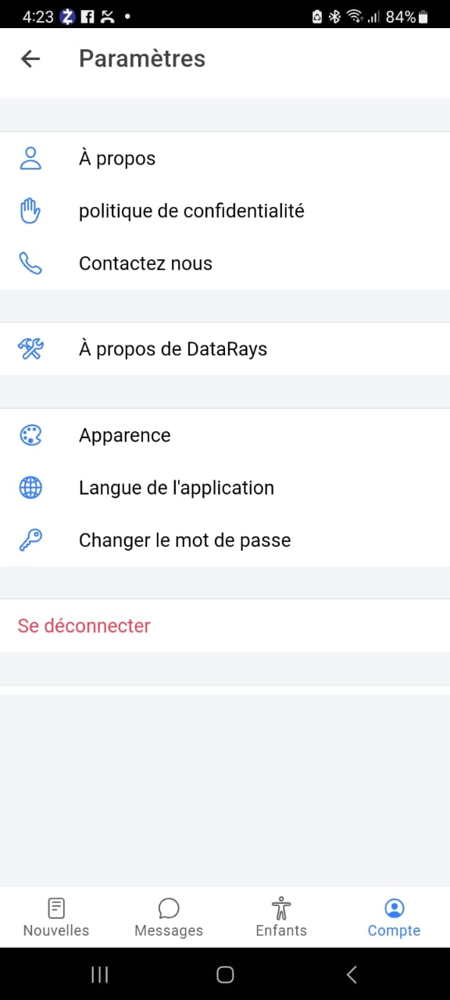 4:23
84%
Paramètres
À propos
politique de confidentialité
Contactez nous
À propos de DataRays
Apparence
Langue de l'application
Changer le mot de passe
Se déconnecter
Nouvelles Messages Enfants Compte